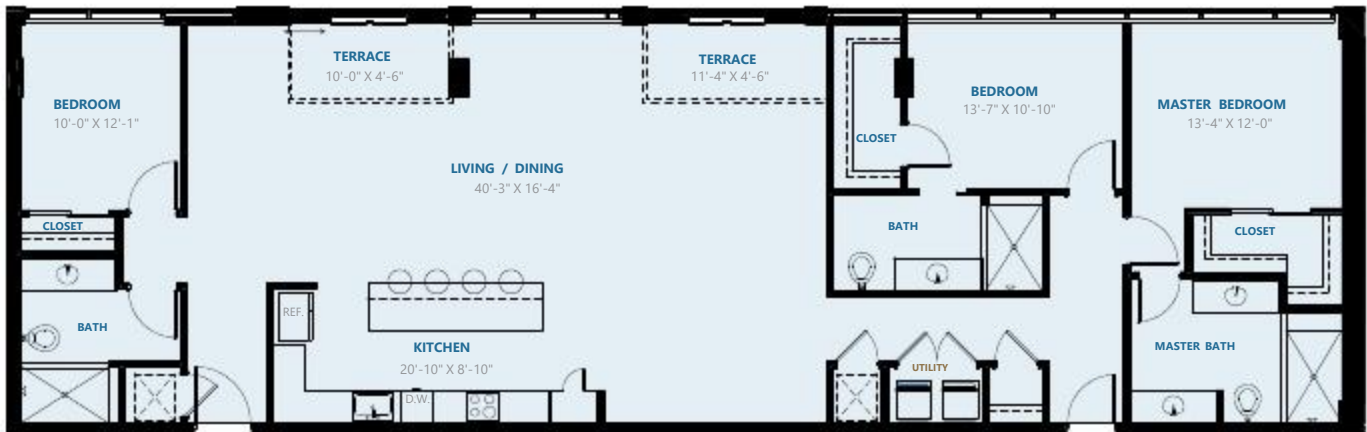 BEDROOM
10'-0" X 12'-1"
CLOSET
BATH
TERRACE
10'-0" X 4'-6"
TERRACE
11'-4" X 4'-6"
LIVING / DINING
40'-3" X 16'-4"
REF.
KITCHEN
20'-10" X 8'-10"
D.W.
CLOSET
BEDROOM
13'-7" X 10'-10"
BATH
UTILITY
MASTER BEDROOM
13'-4" X 12'-0"
CLOSET
MASTER BATH